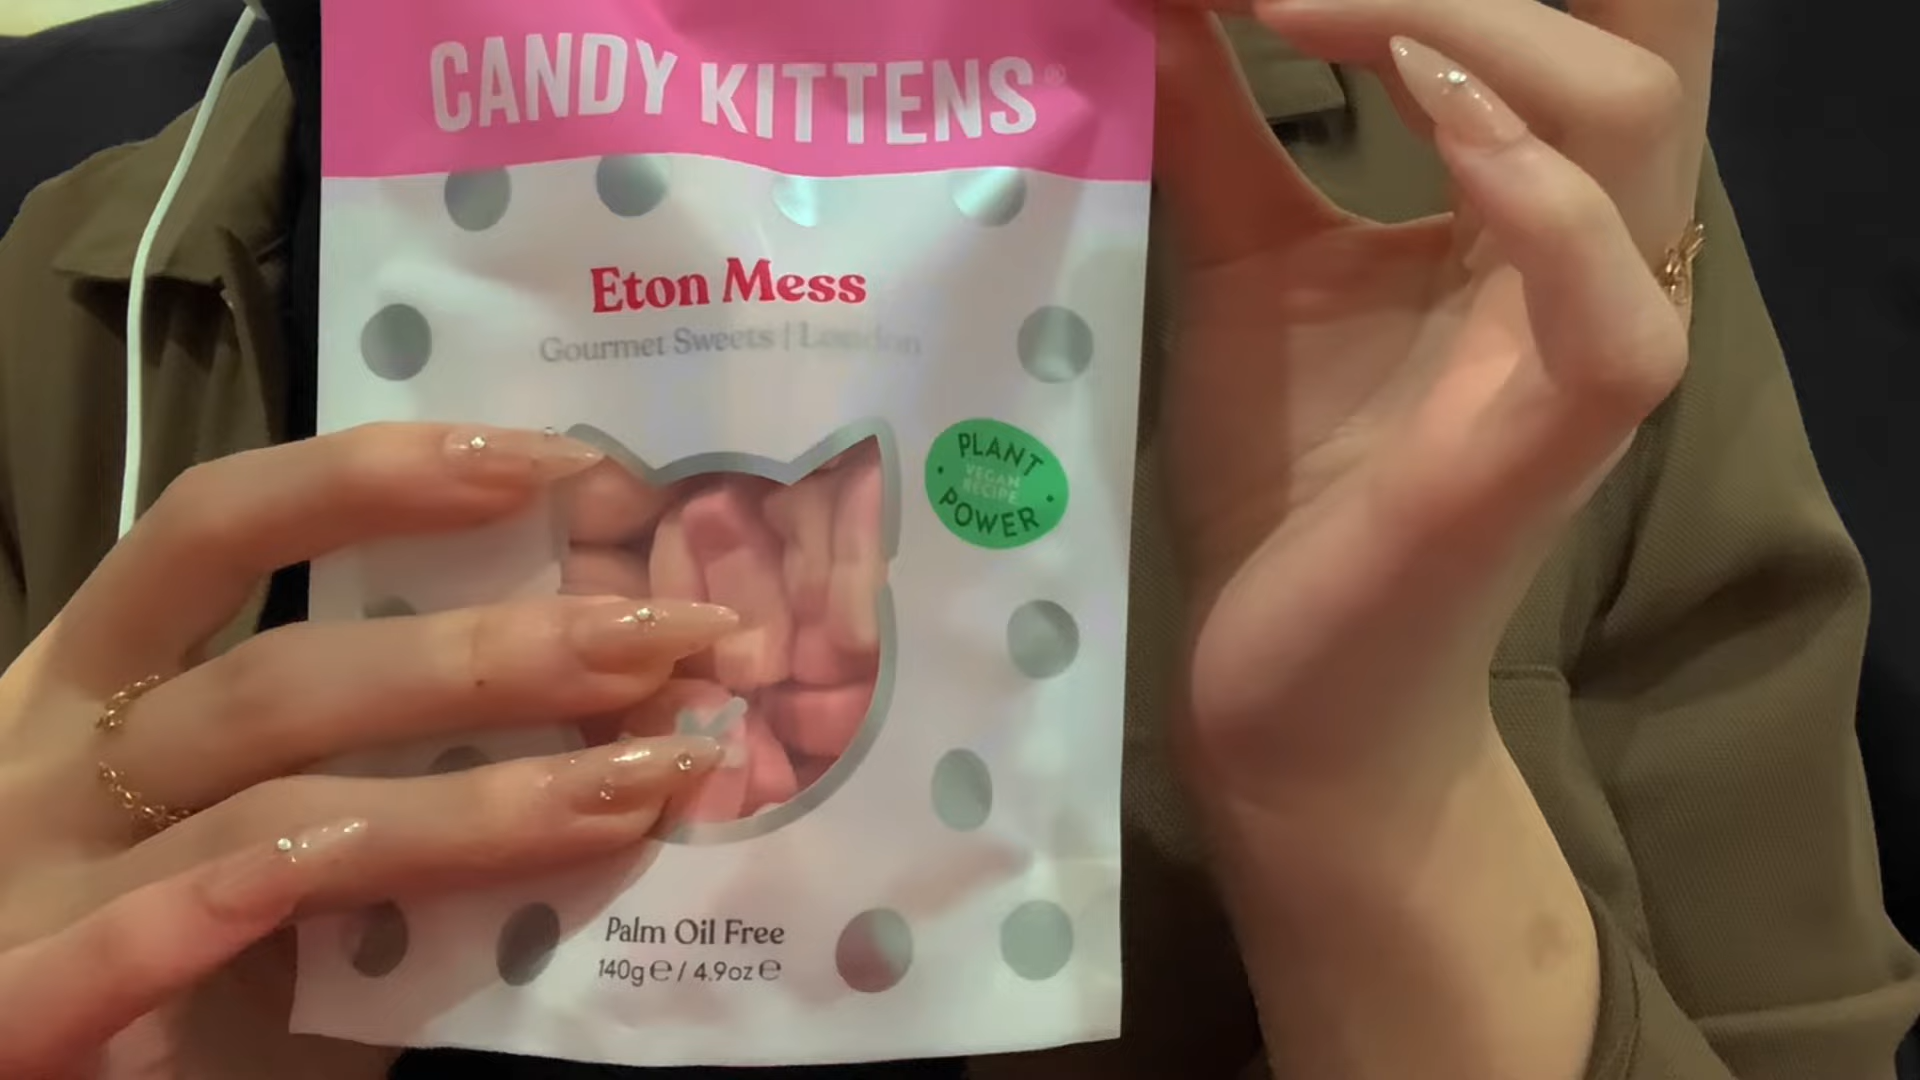 CANDY KITTENS®
Eton Mess
Gourmet Sweets | London
PLANT
VEGAN
RECIPE
POWER
Palm Oil Free
140g ℮ / 4.9oz ℮